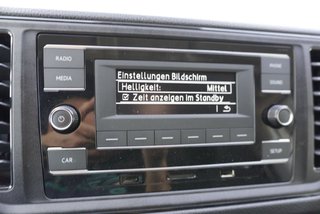 RADIO
MEDIA
CAR
Einstellungen Bildschirm
Helligkeit: Mittel
Zeit anzeigen im Standby
PHONE
SOUND
SETUP